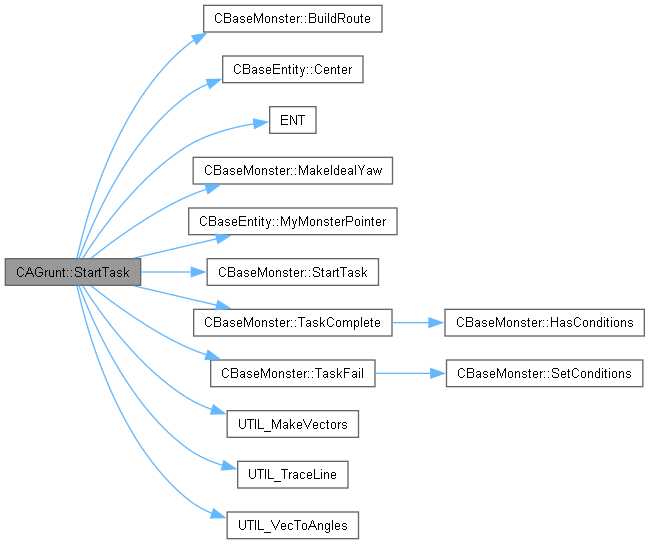 CBaseMonster::BuildRoute
CBaseEntity::Center
ENT
CBaseMonster::MakeIdealYaw
CBaseEntity::MyMonsterPointer
CAGrunt::StartTask
CBaseMonster::StartTask
CBaseMonster::TaskComplete
CBaseMonster::HasConditions
CBaseMonster::TaskFail
CBaseMonster::SetConditions
UTIL_MakeVectors
UTIL_TraceLine
UTIL_VecToAngles